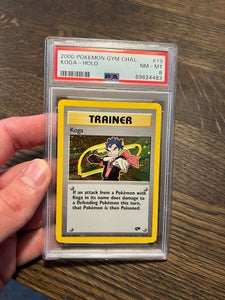 2000 POKEMON GYM CHAL #19
KOGA - HOLO NM - MT
8
PSA 69624483
TRAINER
Koga
If an attack from a Pokémon with
Koga in its name does damage to
a Defending Pokémon this turn,
that Pokémon is then Poisoned.